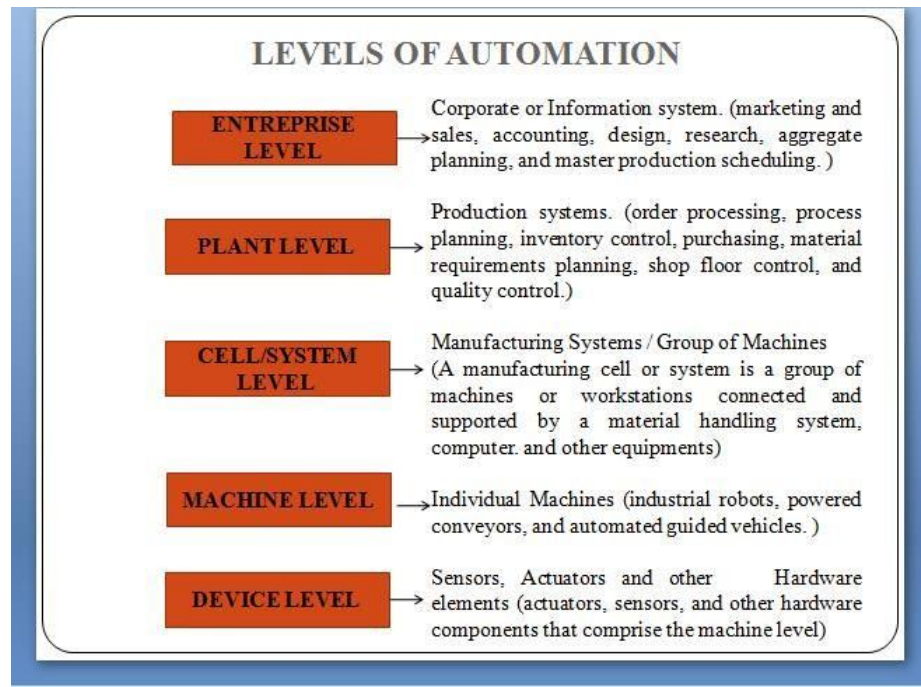 LEVELS OF AUTOMATION
ENTREPRISE
LEVEL
Corporate or Information system. (marketing and
sales, accounting, design, research, aggregate
planning, and master production scheduling. )
PLANT LEVEL
Production systems. (order processing, process
planning, inventory control, purchasing, material
requirements planning, shop floor control, and
quality control.)
CELL/SYSTEM
LEVEL
Manufacturing Systems / Group of Machines
(A manufacturing cell or system is a group of
machines or workstations connected and
supported by a material handling system,
computer. and other equipments)
MACHINE LEVEL
Individual Machines (industrial robots, powered
conveyors, and automated guided vehicles. )
DEVICE LEVEL
Sensors, Actuators and other Hardware
elements (actuators, sensors, and other hardware
components that comprise the machine level)